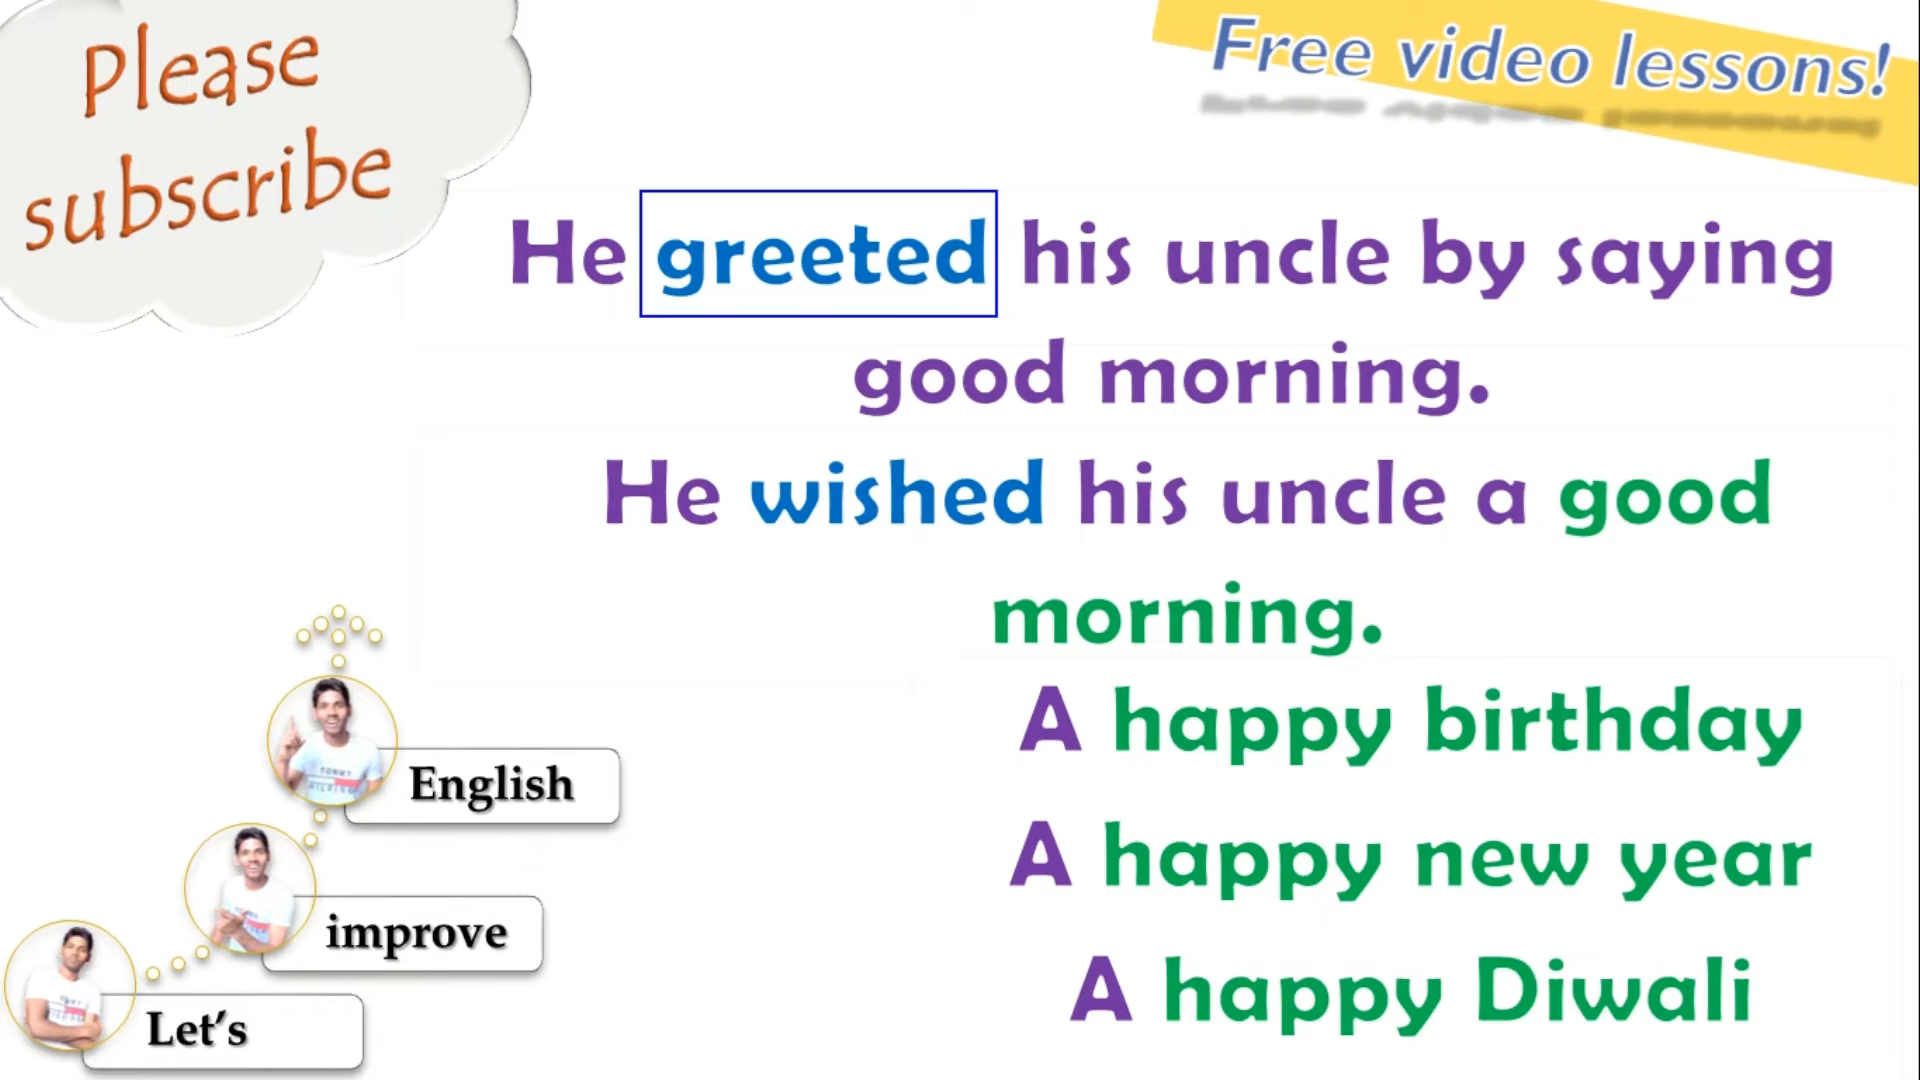 Please
subscribe
Free video lessons!
He greeted his uncle by saying
good morning.
He wished his uncle a good
morning.
A happy birthday
A happy new year
A happy Diwali
English
improve
Let's